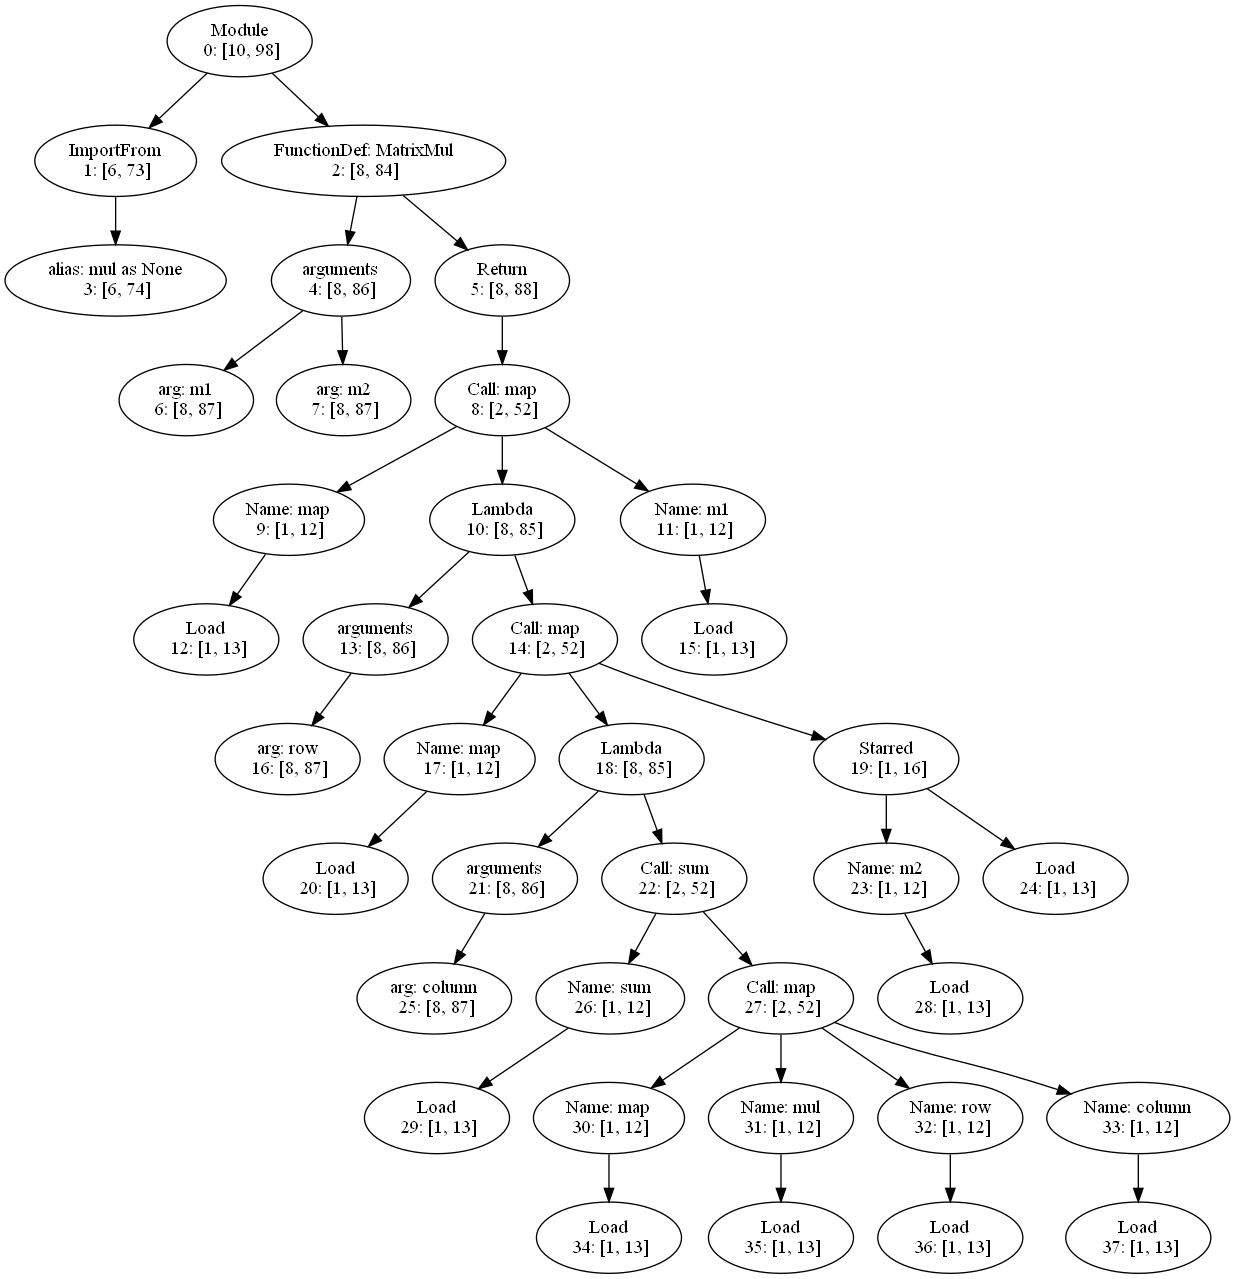 Module
0: [10, 98]
ImportFrom
1: [6, 73]
FunctionDef: MatrixMul
2: [8, 84]
alias: mul as None
3: [6, 74]
arguments
4: [8, 86]
Return
5: [8, 88]
arg: m1
6: [8, 87]
arg: m2
7: [8, 87]
Call: map
8: [2, 52]
Name: map
9: [1, 12]
Lambda
10: [8, 85]
Name: m1
11: [1, 12]
Load
12: [1, 13]
arguments
13: [8, 86]
Call: map
14: [2, 52]
Load
15: [1, 13]
arg: row
16: [8, 87]
Name: map
17: [1, 12]
Lambda
18: [8, 85]
Starred
19: [1, 16]
Load
20: [1, 13]
arguments
21: [8, 86]
Call: sum
22: [2, 52]
Name: m2
23: [1, 12]
Load
24: [1, 13]
arg: column
25: [8, 87]
Name: sum
26: [1, 12]
Call: map
27: [2, 52]
Load
28: [1, 13]
Load
29: [1, 13]
Name: map
30: [1, 12]
Name: mul
31: [1, 12]
Name: row
32: [1, 12]
Name: column
33: [1, 12]
Load
34: [1, 13]
Load
35: [1, 13]
Load
36: [1, 13]
Load
37: [1, 13]